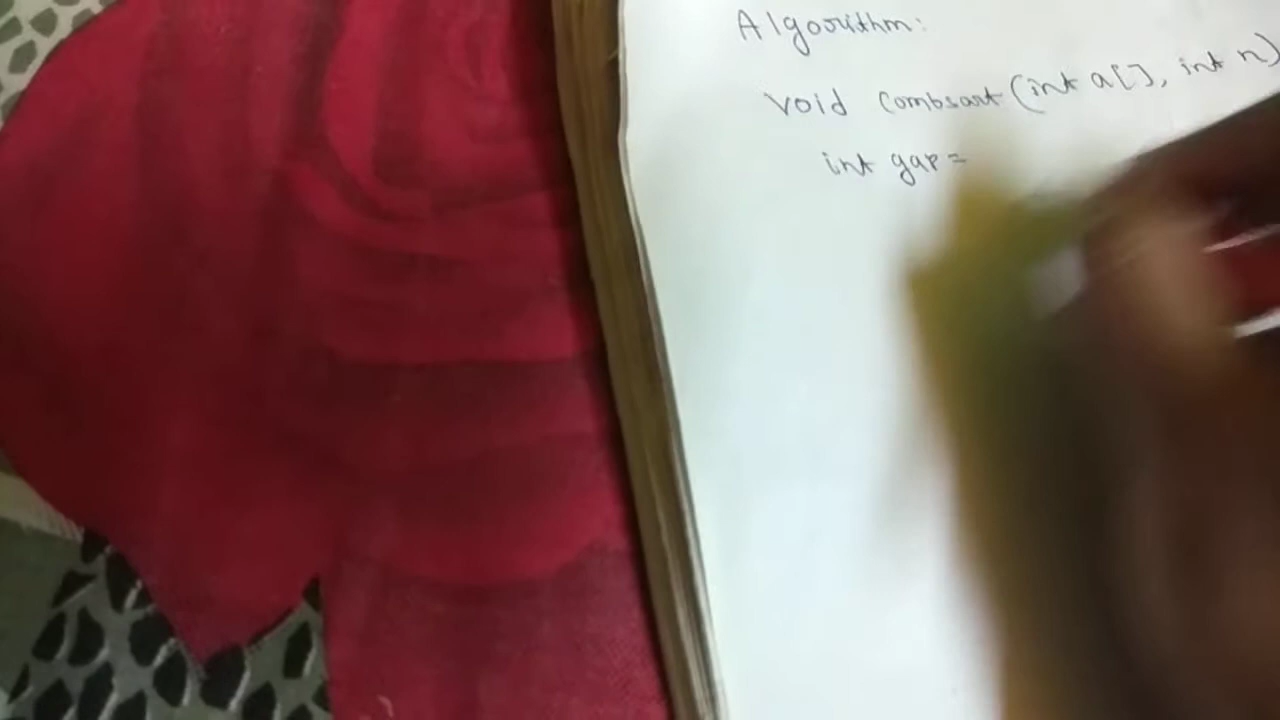 Algorithm:
void combsort (int a[], int n)
int gap =